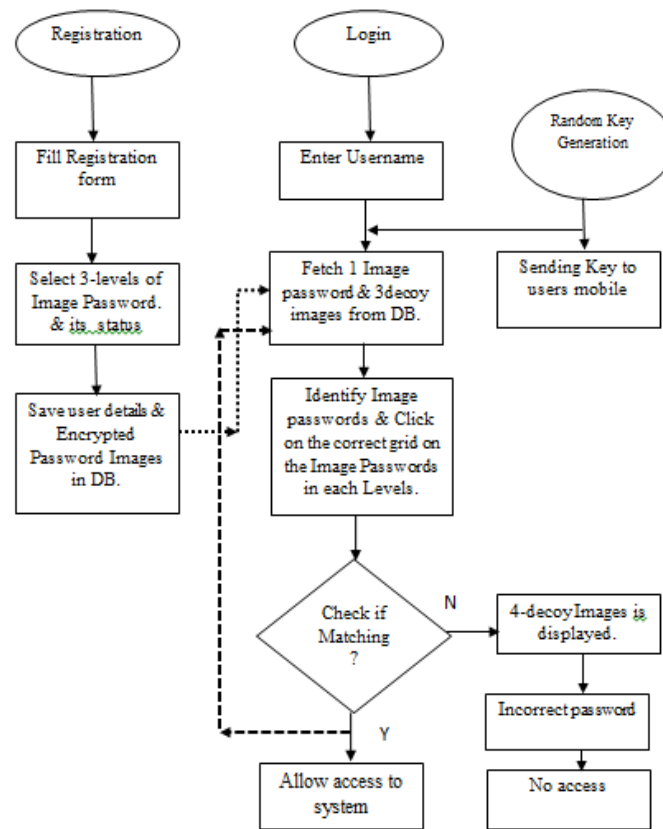 Registration
Fill Registration
form
Select 3-levels of
Image Password.
& its status
Save user details &
Encrypted
Password Images
in DB.
Login
Enter Username
Random Key
Generation
Sending Key to
users mobile
Fetch 1 Image
password & 3decoy
images from DB.
Identify Image
passwords & Click
on the correct grid on
the Image Passwords
in each Levels.
Check if
Matching
?
N
4-decoy Images is
displayed.
Incorrect password
No access
Y
Allow access to
system